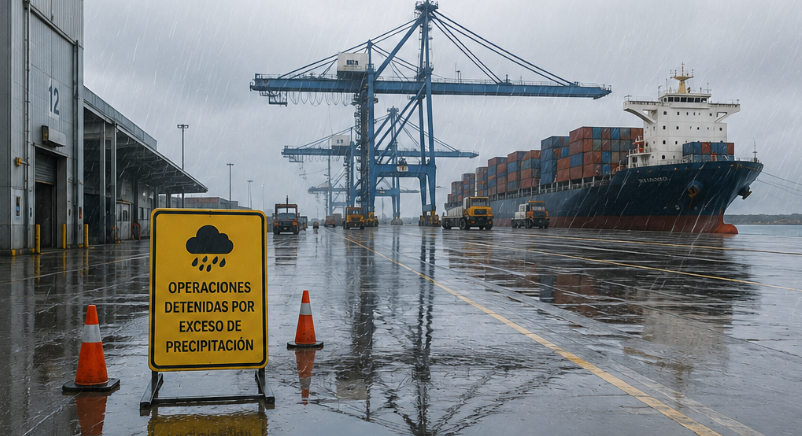 12
OPERACIONES
DETENIDAS POR
EXCESO DE
PRECIPITACIÓN